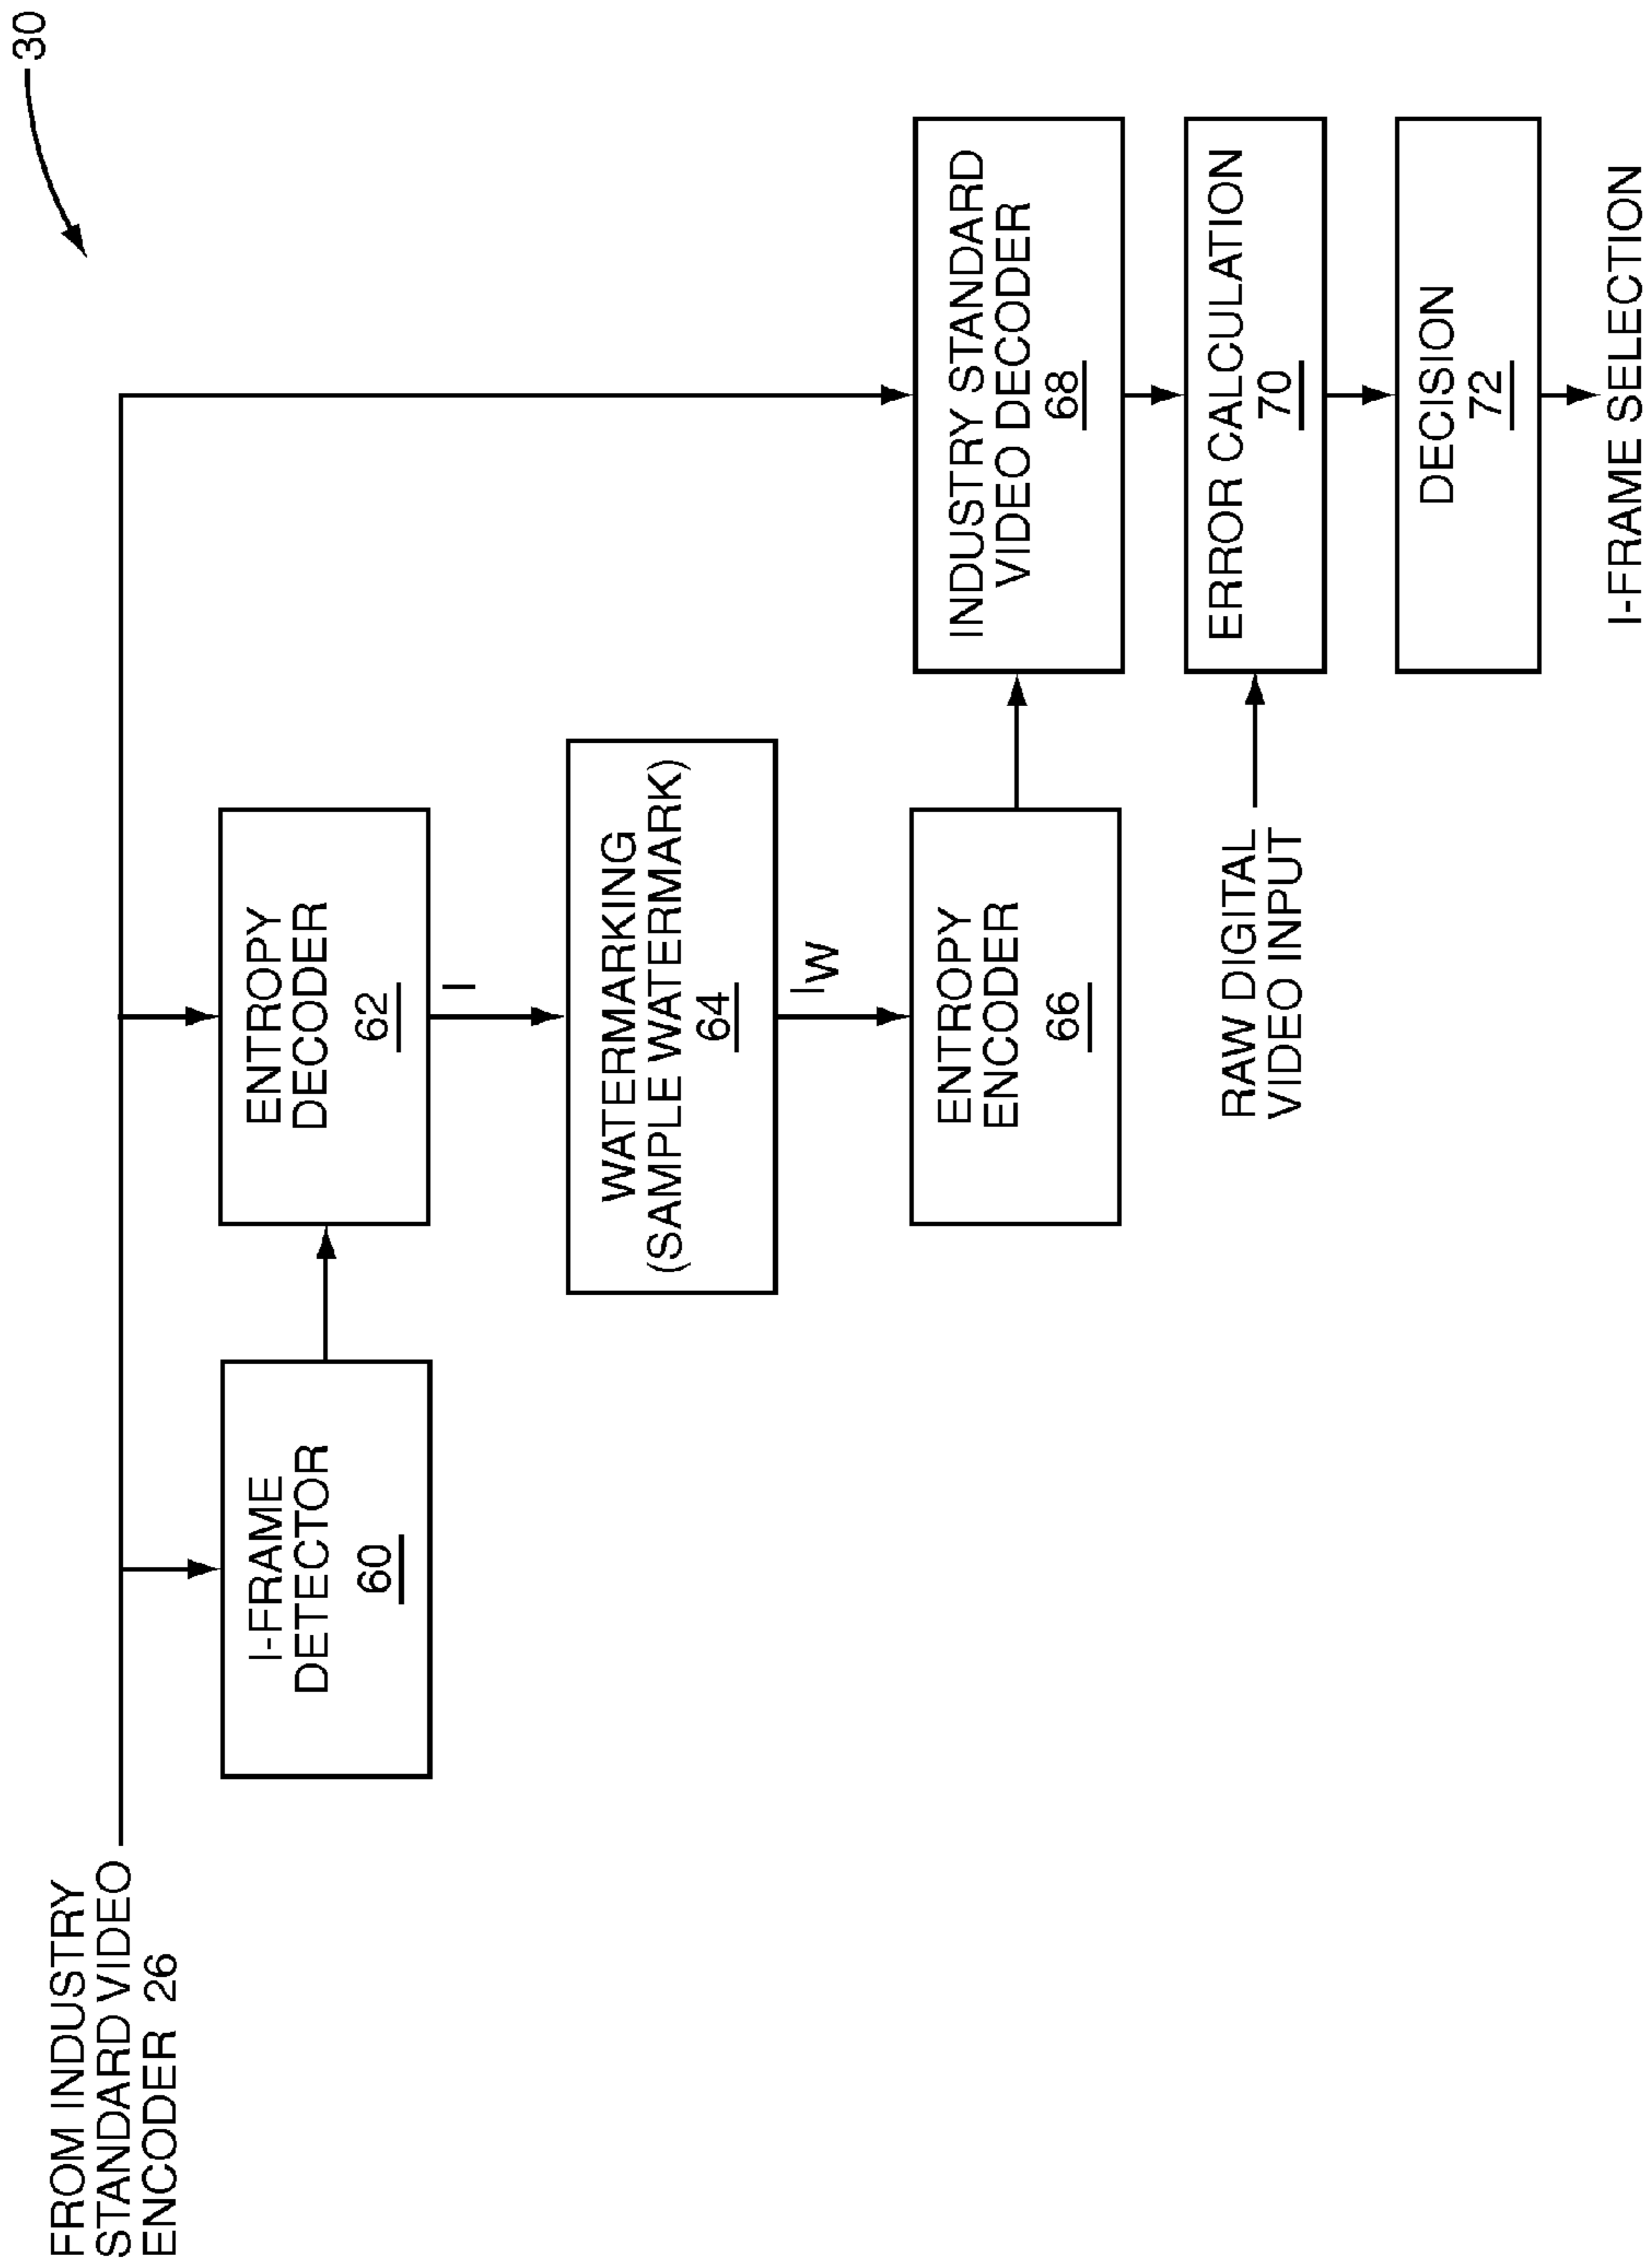 30
FROM INDUSTRY
STANDARD VIDEO
ENCODER 26
I-FRAME
DETECTOR
60
ENTROPY
DECODER
62
I
WATERMARKING
(SAMPLE WATERMARK)
64
IW
ENTROPY
ENCODER
66
INDUSTRY STANDARD
VIDEO DECODER
68
RAW DIGITAL
VIDEO INPUT
ERROR CALCULATION
70
DECISION
72
I-FRAME SELECTION